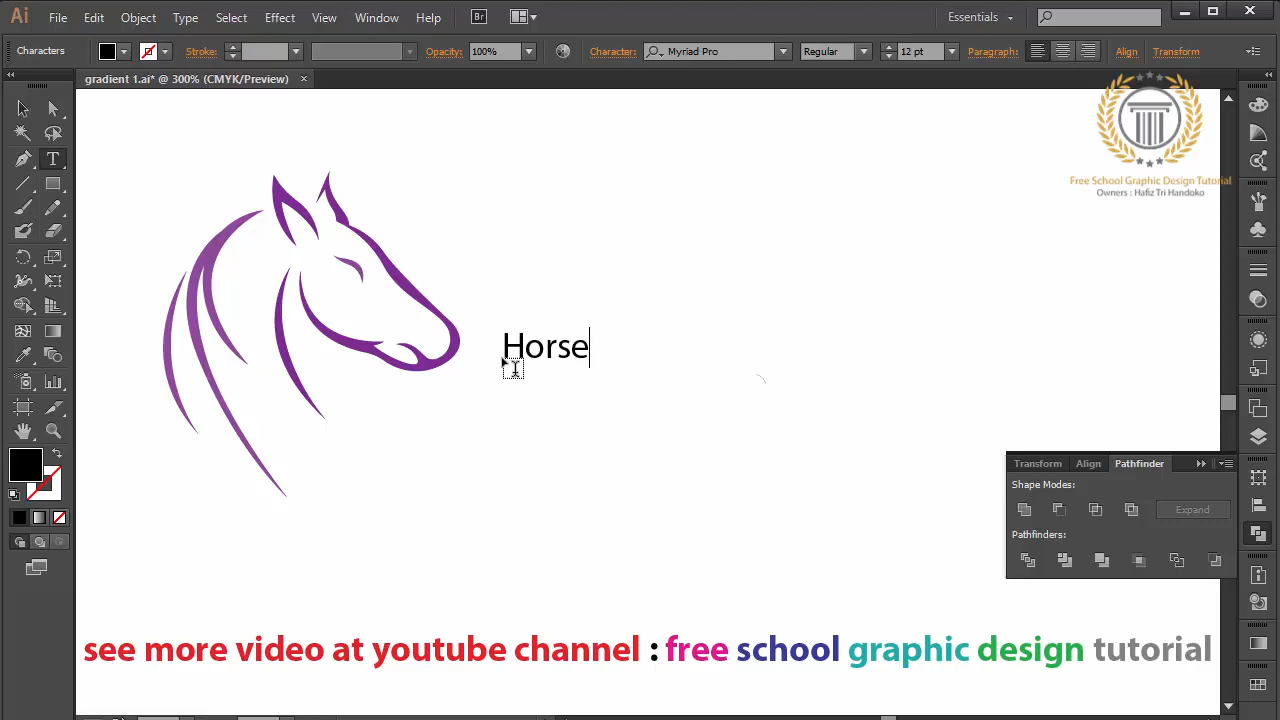 Ai File Edit Object Type Select Effect View Window Help Br Essentials
Characters Stroke: Opacity: 100% Character: Myriad Pro Regular 12 pt Paragraph: Align Transform
gradient 1.ai* @ 300% (CMYK/Preview) ×
Free School Graphic Design Tutorial
Owners : Hafiz Tri Handoko
Horse
Transform Align Pathfinder
Shape Modes:
Expand
Pathfinders:
see more video at youtube channel : free school graphic design tutorial